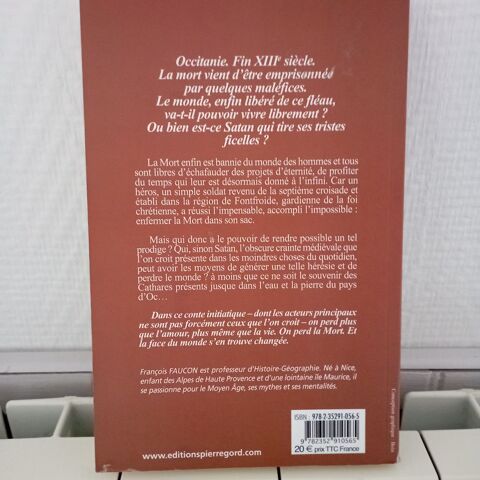 Occitanie. Fin XIIIe siècle.
La mort vient d'être emprisonnée
par quelques maléfices.
Le monde, enfin libéré de ce fléau,
va-t-il pouvoir vivre librement ?
Ou bien est-ce Satan qui tire ses tristes
ficelles ?
La Mort enfin est bannie du monde des hommes et tous
sont libres d'échafauder des projets d'éternité, de profiter
du temps qui leur est désormais donné à l'infini. Car un
héros, un simple soldat revenu de la septième croisade et
établi dans la région de Fontfroide, gardienne de la foi
chrétienne, a réussi l'impensable, accompli l'impossible :
enfermer la Mort dans son sac.
Mais qui donc a le pouvoir de rendre possible un tel
prodige ? Qui, sinon Satan, l'obscure crainte médiévale que
l'on croit présente dans les moindres choses du quotidien,
peut avoir les moyens de générer une telle hérésie et de
perdre le monde ? à moins que ce ne soit le souvenir des
Cathares présents jusque dans l'eau et la pierre du pays
d'Oc…
Dans ce conte initiatique – dont les acteurs principaux
ne sont pas forcément ceux que l'on croit – on perd plus
que l'amour, plus même que la vie. On perd la Mort. Et
la face du monde s'en trouve changée.
François FAUCON est professeur d'Histoire-Géographie. Né à Nice,
enfant des Alpes de Haute Provence et d'une lointaine île Maurice, il
se passionne pour le Moyen Âge, ses mythes et ses mentalités.
ISBN 978-2-35291-056-5
9 782352 910565
www.editionspierregord.com
20 € prix TTC France
Conception graphique